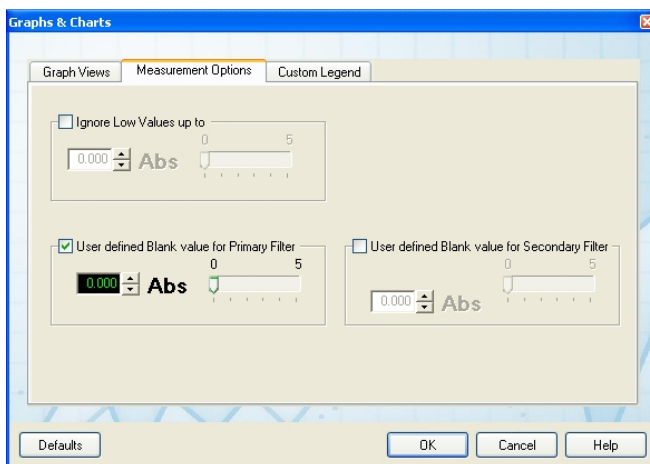 Graphs & Charts
Graph Views Measurement Options Custom Legend
Ignore Low Values up to
0 5
0.000 Abs
User defined Blank value for Primary Filter
0 5
0.000 Abs
User defined Blank value for Secondary Filter
0 5
0.000 Abs
Defaults OK Cancel Help